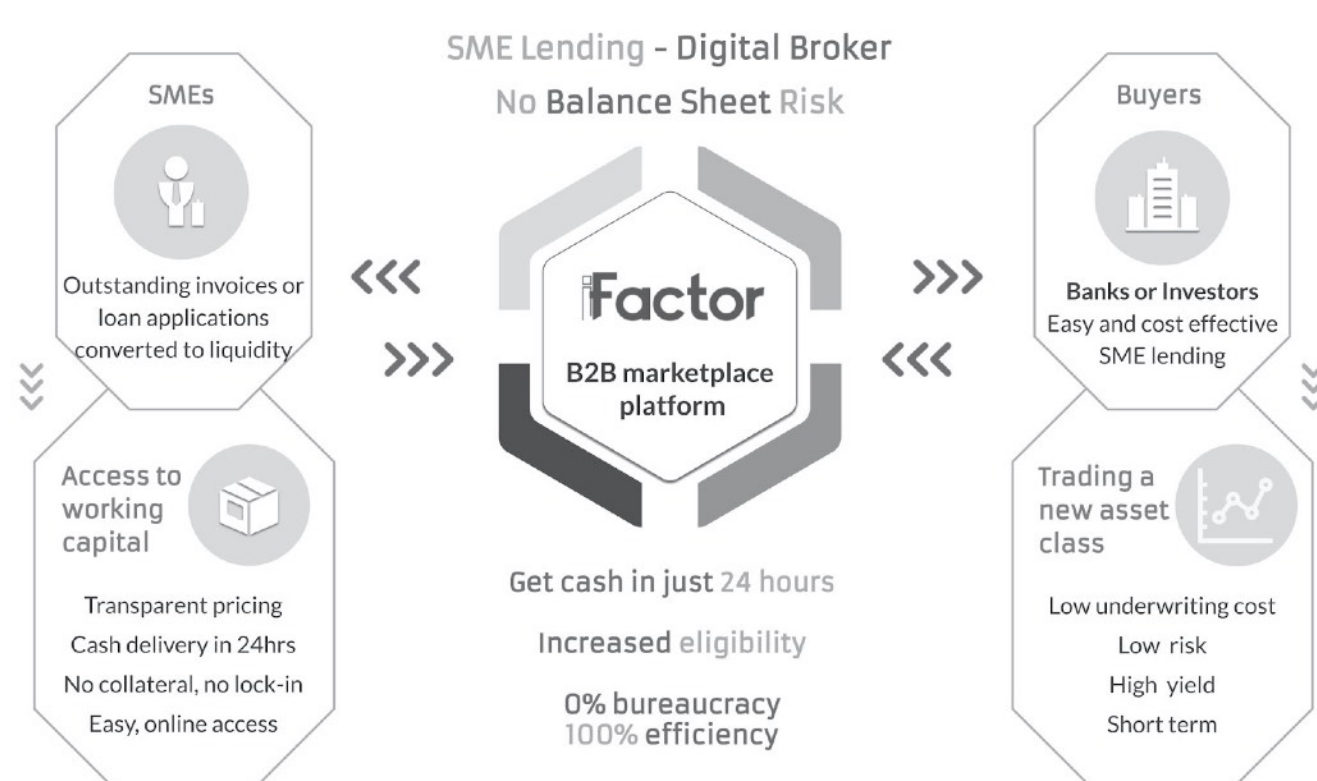 SME Lending - Digital Broker
No Balance Sheet Risk
SMEs
Outstanding invoices or
loan applications
converted to liquidity
Access to
working
capital
Transparent pricing
Cash delivery in 24hrs
No collateral, no lock-in
Easy, online access
iFactor
B2B marketplace
platform
Get cash in just 24 hours
Increased eligibility
0% bureaucracy
100% efficiency
Buyers
Banks or Investors
Easy and cost effective
SME lending
Trading a
new asset
class
Low underwriting cost
Low risk
High yield
Short term